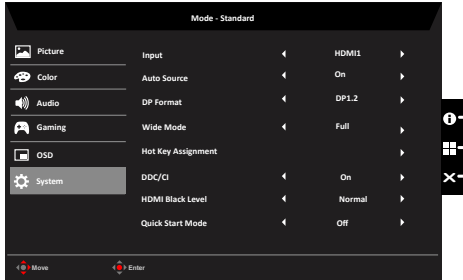 Mode - Standard
Picture
Color
Audio
Gaming
OSD
System
Input HDMI1
Auto Source On
DP Format DP1.2
Wide Mode Full
Hot Key Assignment
DDC/CI On
HDMI Black Level Normal
Quick Start Mode Off
Move Enter